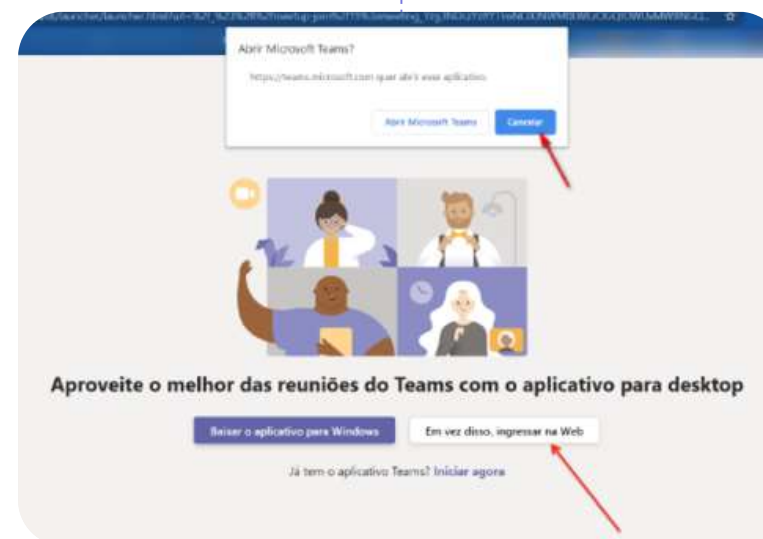 Abrir Microsoft Teams?
https://teams.microsoft.com quer abrir esse aplicativo.
Abrir Microsoft Teams
Cancelar
Aproveite o melhor das reuniões do Teams com o aplicativo para desktop
Baixar o aplicativo para Windows
Em vez disso, ingressar na Web
Já tem o aplicativo Teams? Iniciar agora